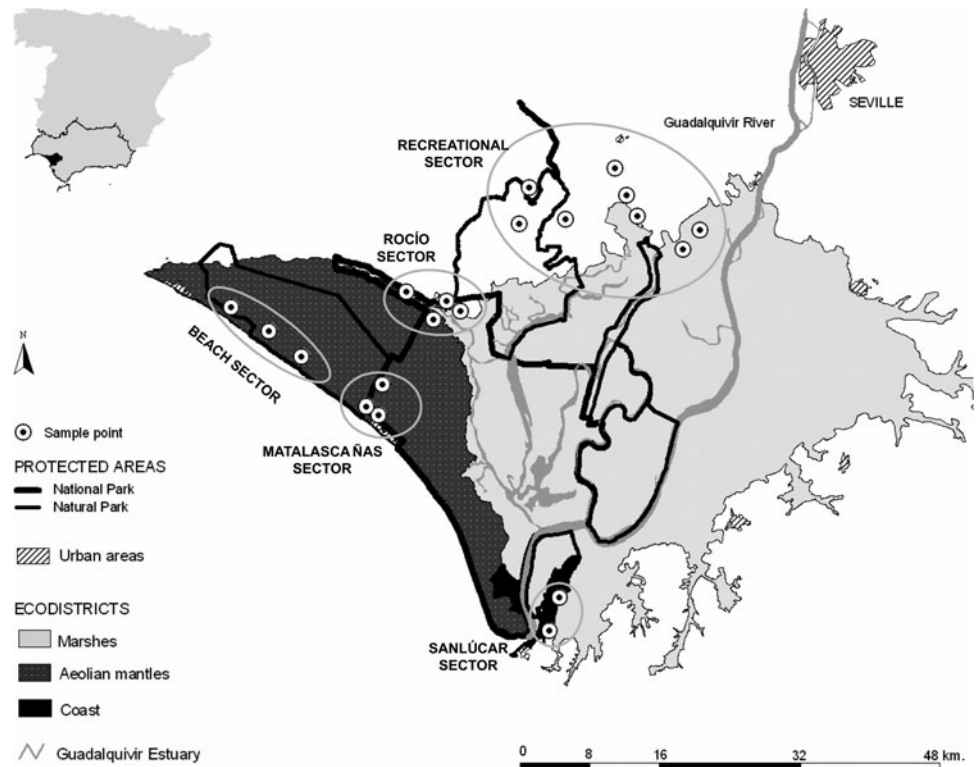 SEVILLE
Guadalquivir River
RECREATIONAL
SECTOR
ROCÍO
SECTOR
BEACH SECTOR
N
MATALASCAÑAS
SECTOR
SANLÚCAR
SECTOR
Sample point
PROTECTED AREAS
National Park
Natural Park
Urban areas
ECODISTRICTS
Marshes
Aeolian mantles
Coast
Guadalquivir Estuary
0 8 16 32 48 km.